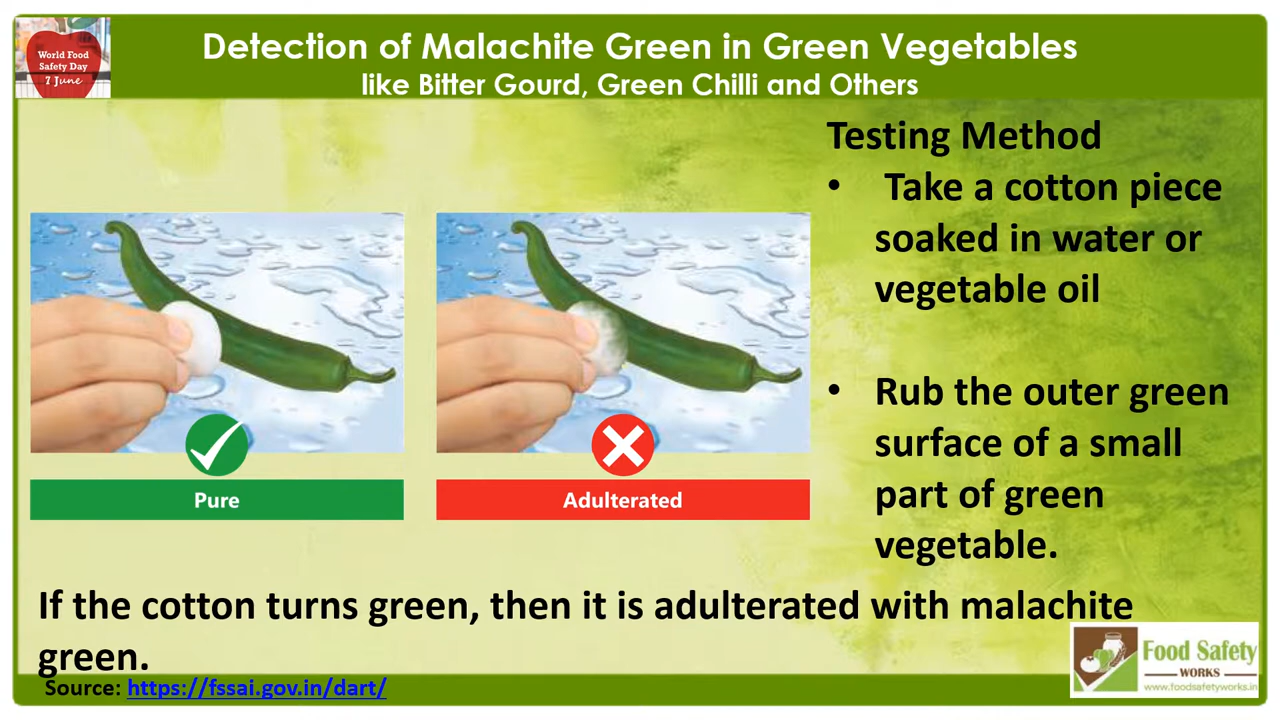 World Food
Safety Day
7 June
Detection of Malachite Green in Green Vegetables
like Bitter Gourd, Green Chilli and Others
Testing Method
• Take a cotton piece
soaked in water or
vegetable oil
• Rub the outer green
surface of a small
part of green
vegetable.
Pure
Adulterated
If the cotton turns green, then it is adulterated with malachite
green.
Source: https://fssai.gov.in/dart/
Food Safety
WORKS
www.foodsafetyworks.in